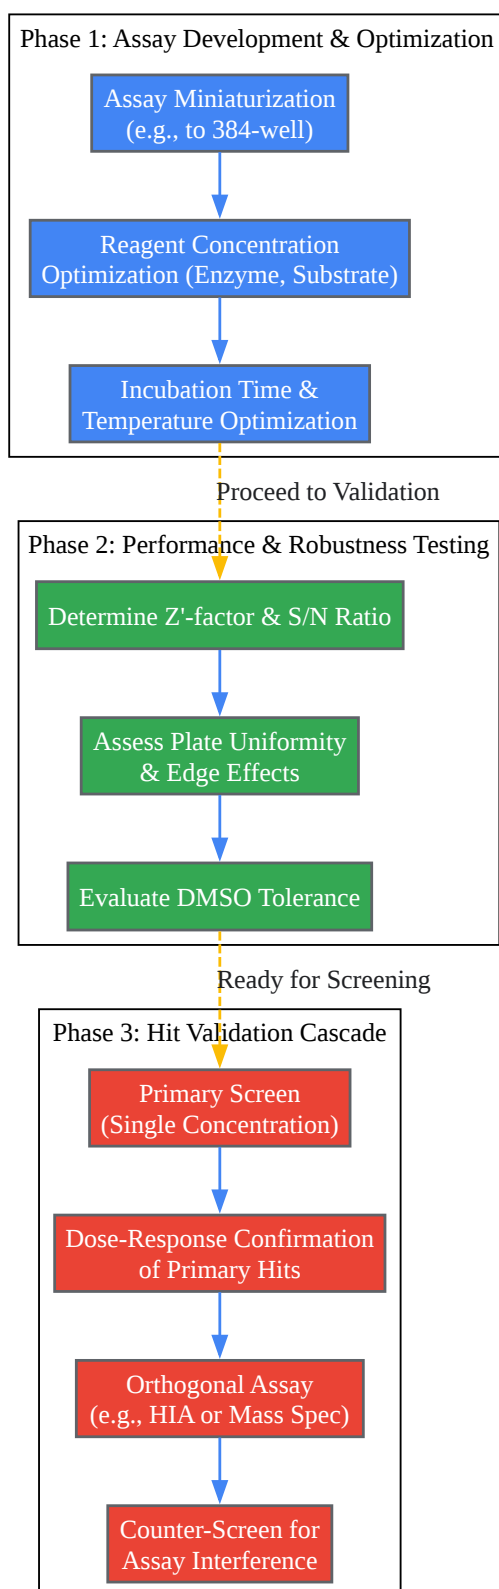 Phase 1: Assay Development & Optimization
Assay Miniaturization
(e.g., to 384-well)
Reagent Concentration
Optimization (Enzyme, Substrate)
Incubation Time &
Temperature Optimization
Proceed to Validation
Phase 2: Performance & Robustness Testing
Determine Z'-factor & S/N Ratio
Assess Plate Uniformity
& Edge Effects
Evaluate DMSO Tolerance
Ready for Screening
Phase 3: Hit Validation Cascade
Primary Screen
(Single Concentration)
Dose-Response Confirmation
of Primary Hits
Orthogonal Assay
(e.g., HIA or Mass Spec)
Counter-Screen for
Assay Interference